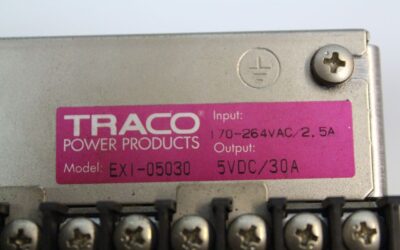 TRACO
POWER PRODUCTS
Model: EXI-05030
Input:
170-264VAC/2.5A
Output:
5VDC/30A